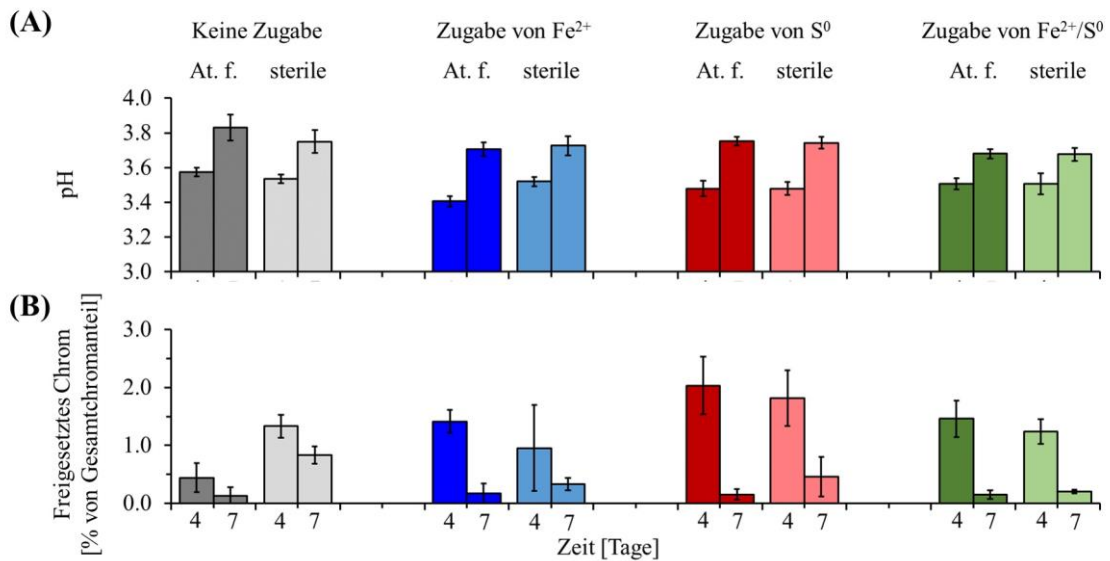 (A)
Keine Zugabe Zugabe von Fe²⁺ Zugabe von S⁰ Zugabe von Fe²⁺/S⁰
At. f. sterile At. f. sterile At. f. sterile At. f. sterile
4.0
3.8
3.6
3.4
3.2
3.0
pH
(B)
3.0
2.0
1.0
0.0
Freigesetztes Chrom
[% von Gesamtchromanteil]
4 7 4 7 4 7 4 7 4 7 4 7 4 7 4 7
Zeit [Tage]